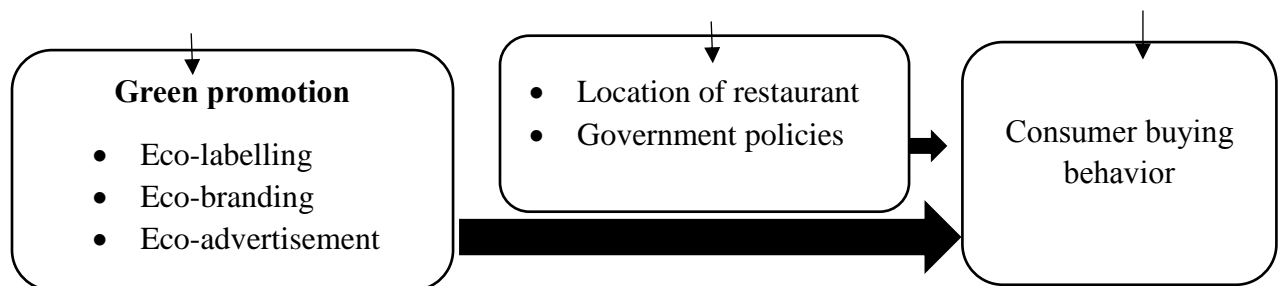 Green promotion
• Eco-labelling
• Eco-branding
• Eco-advertisement
• Location of restaurant
• Government policies
Consumer buying
behavior